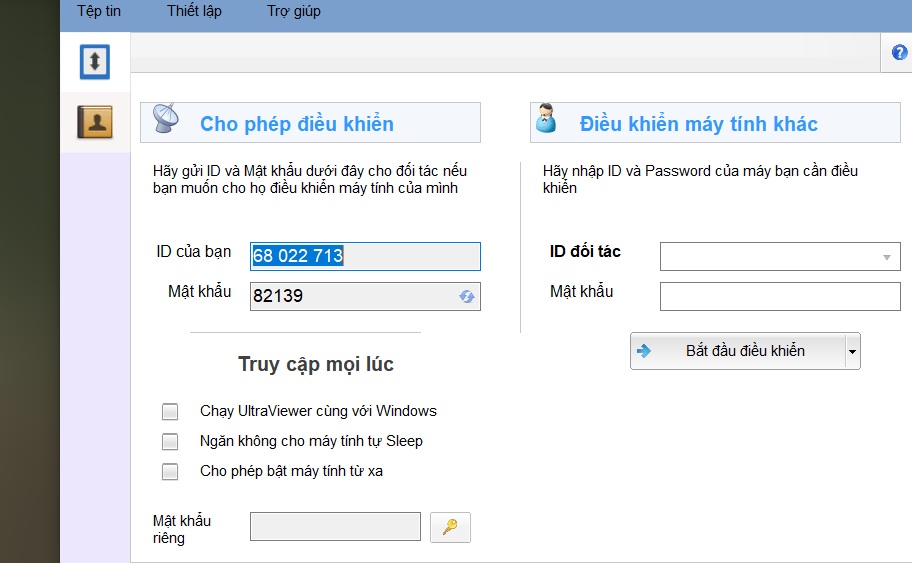 Tệp tin Thiết lập Trợ giúp
Cho phép điều khiển
Hãy gửi ID và Mật khẩu dưới đây cho đối tác nếu
bạn muốn cho họ điều khiển máy tính của mình
ID của bạn 68 022 713
Mật khẩu 82139
Truy cập mọi lúc
Chạy UltraViewer cùng với Windows
Ngăn không cho máy tính tự Sleep
Cho phép bật máy tính từ xa
Mật khẩu
riêng
Điều khiển máy tính khác
Hãy nhập ID và Password của máy bạn cần điều
khiển
ID đối tác
Mật khẩu
Bắt đầu điều khiển